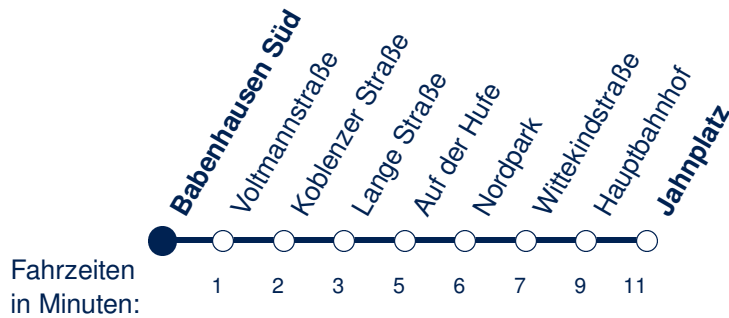 Babenhausen Süd
Voltmannstraße
Koblenzer Straße
Lange Straße
Auf der Hufe
Nordpark
Wittekindstraße
Hauptbahnhof
Jahnplatz
Fahrzeiten
in Minuten:
1 2 3 5 6 7 9 11